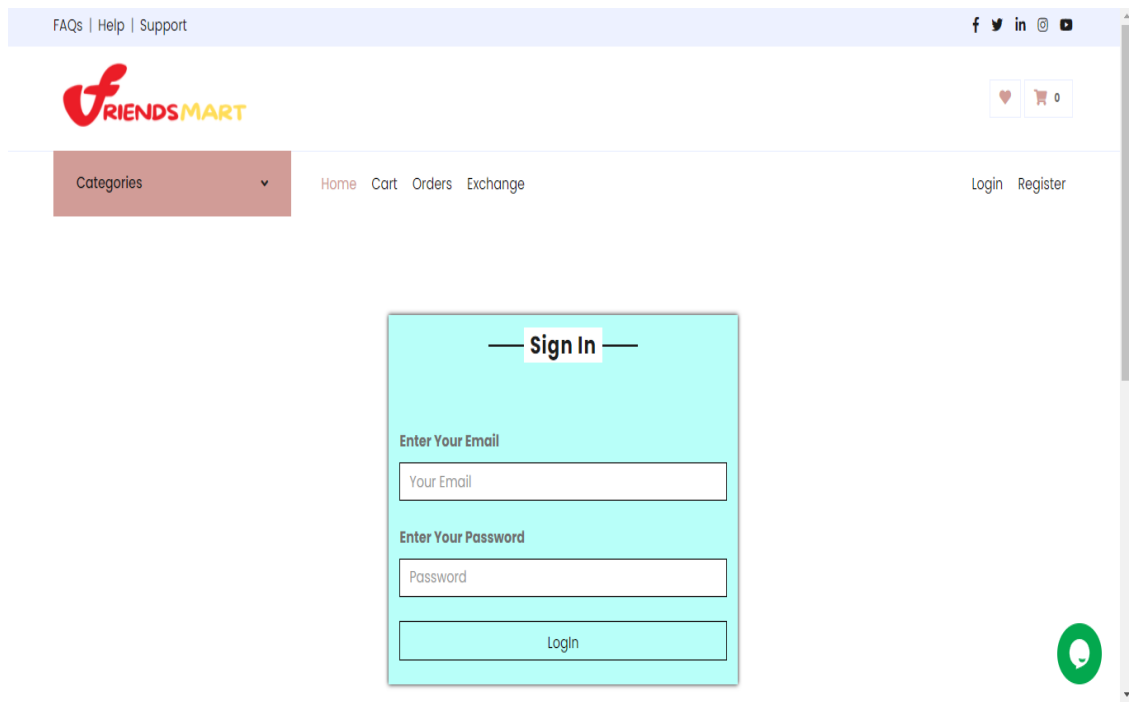 FAQs | Help | Support
FRIENDSMART
0
Categories
Home Cart Orders Exchange
Login Register
Sign In
Enter Your Email
Your Email
Enter Your Password
Password
LogIn